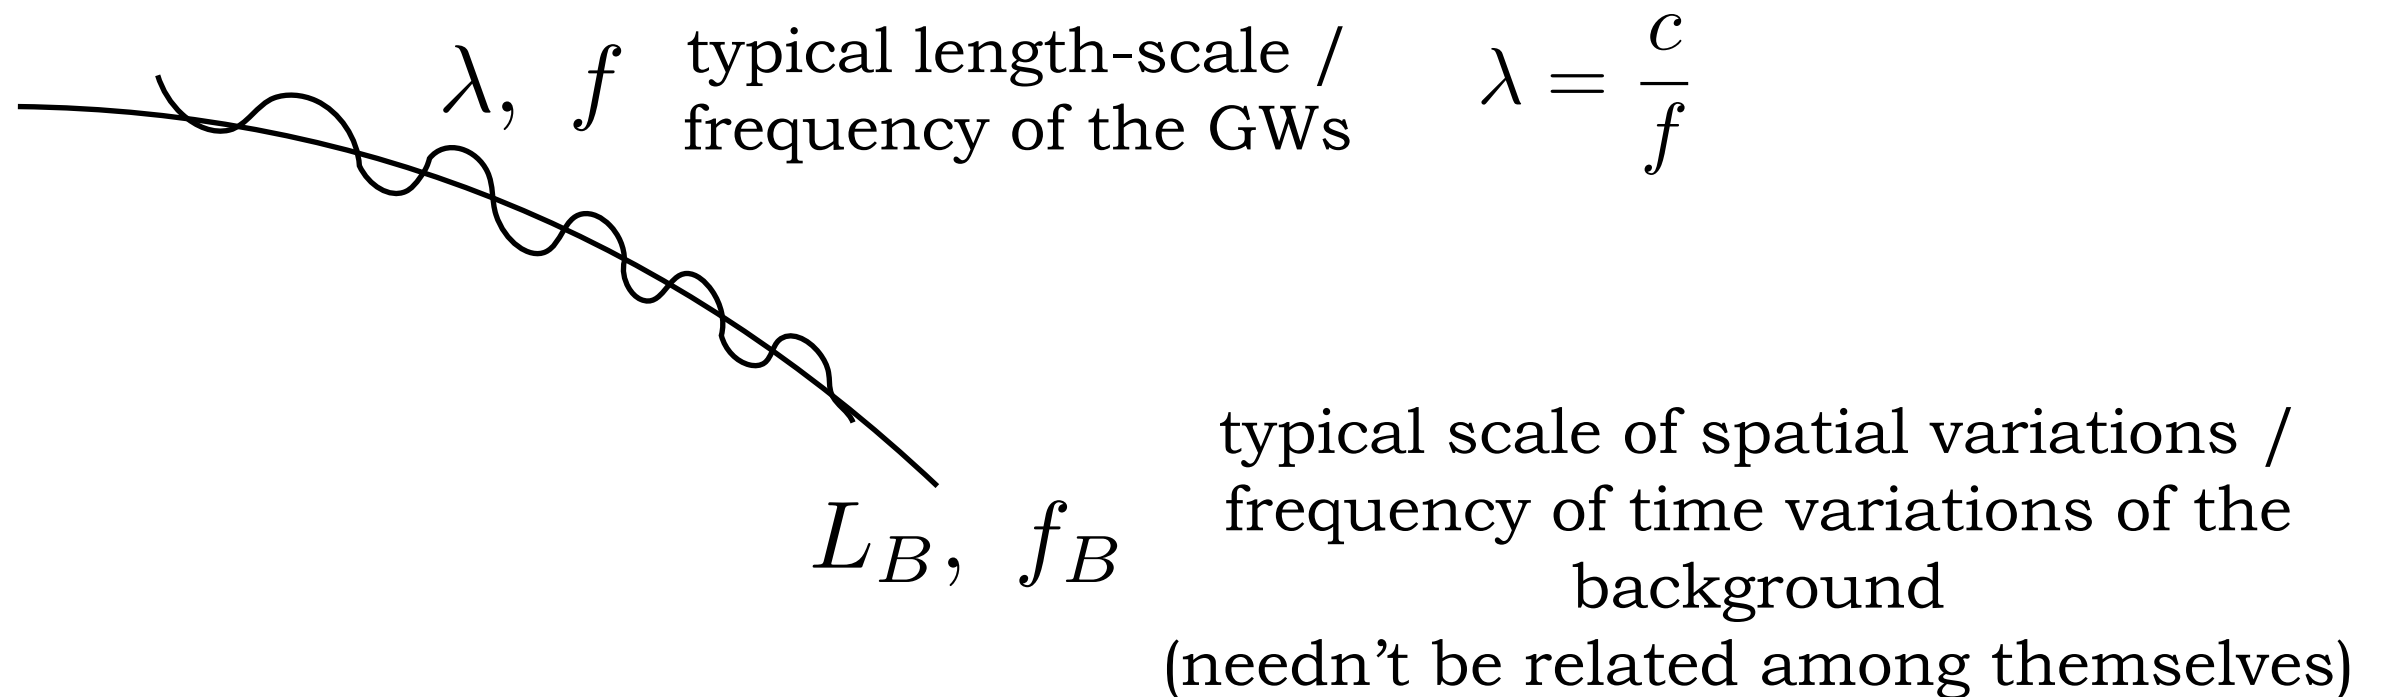 λ, f typical length-scale / λ = c/f
frequency of the GWs
typical scale of spatial variations /
L_B, f_B frequency of time variations of the
background
(needn't be related among themselves)